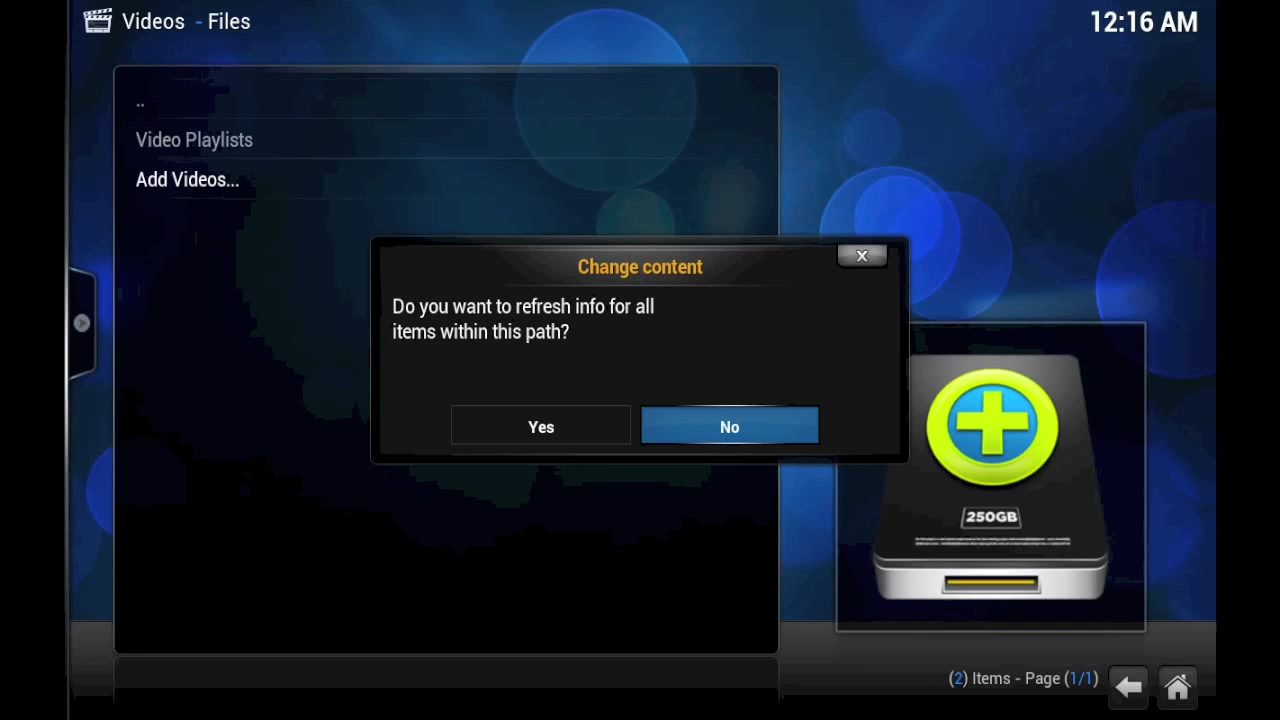 Videos - Files
12:16 AM
..
Video Playlists
Add Videos...
Change content
X
Do you want to refresh info for all
items within this path?
Yes
No
250GB
(2) Items - Page (1/1)